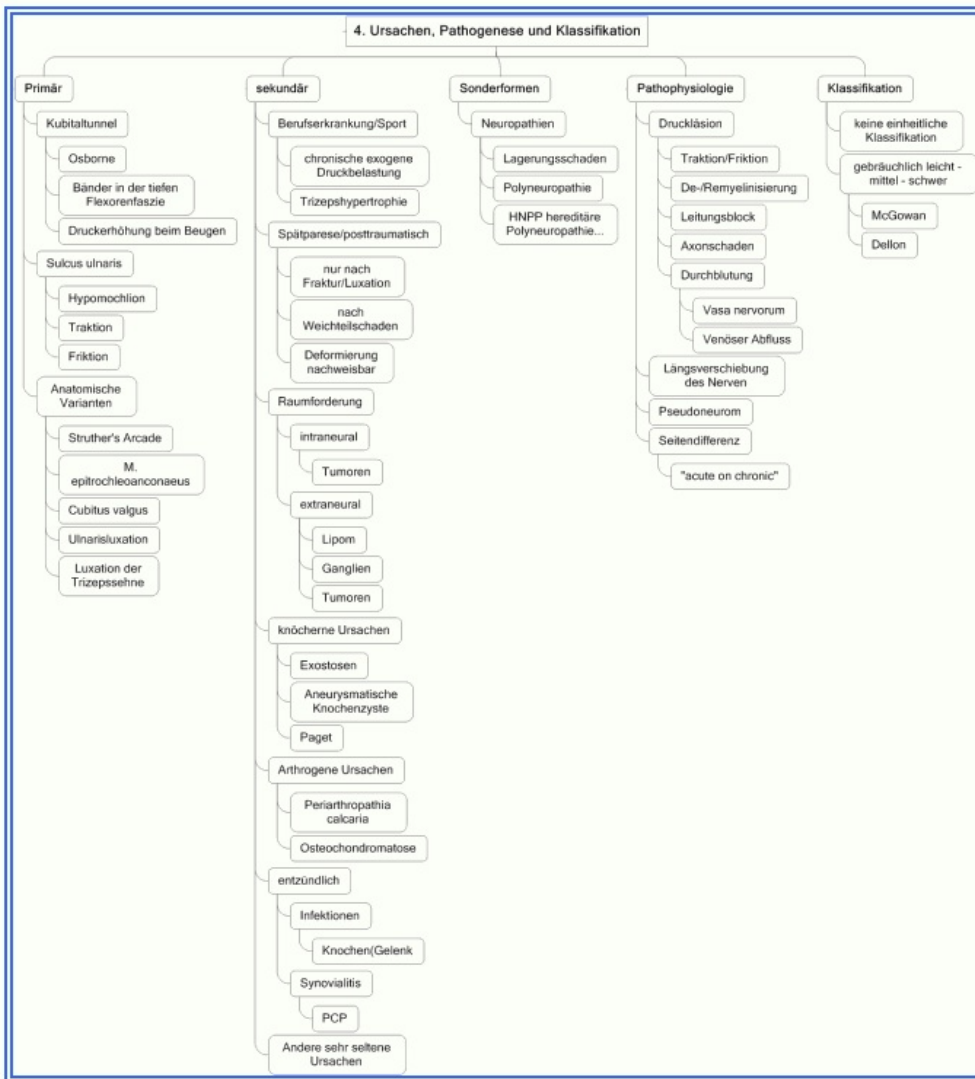 4. Ursachen, Pathogenese und Klassifikation
Primär
Kubitaltunnel
Osborne
Bänder in der tiefen
Flexorenfaszie
Druckerhöhung beim Beugen
Sulcus ulnaris
Hypomochlion
Traktion
Friktion
Anatomische
Varianten
Struther's Arcade
M.
epitrochleoanconaeus
Cubitus valgus
Ulnarisluxation
Luxation der
Trizepssehne
sekundär
Berufserkrankung/Sport
chronische exogene
Druckbelastung
Trizepshypertrophie
Spätparese/posttraumatisch
nur nach
Fraktur/Luxation
nach
Weichteilschaden
Deformierung
nachweisbar
Raumforderung
intraneural
Tumoren
extraneural
Lipom
Ganglien
Tumoren
knöcherne Ursachen
Exostosen
Aneurysmatische
Knochenzyste
Paget
Arthrogene Ursachen
Periarthropathia
calcaria
Osteochondromatose
entzündlich
Infektionen
Knochen(Gelenk
Synovialitis
PCP
Andere sehr seltene
Ursachen
Sonderformen
Neuropathien
Lagerungsschaden
Polyneuropathie
HNPP hereditäre
Polyneuropathie...
Pathophysiologie
Druckläsion
Traktion/Friktion
De-/Remyelinisierung
Leitungsblock
Axonschaden
Durchblutung
Vasa nervorum
Venöser Abfluss
Längsverschiebung
des Nerven
Pseudoneurom
Seitendifferenz
"acute on chronic"
Klassifikation
keine einheitliche
Klassifikation
gebräuchlich leicht -
mittel - schwer
McGowan
Dellon